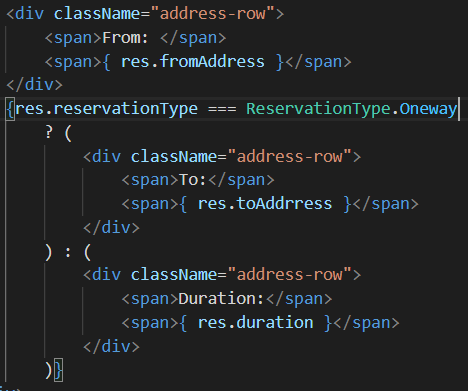 <div className="address-row">
<span>From: </span>
<span>{ res.fromAddress }</span>
</div>
{res.reservationType === ReservationType.Oneway
? (
<div className="address-row">
<span>To:</span>
<span>{ res.toAddrress }</span>
</div>
) : (
<div className="address-row">
<span>Duration:</span>
<span>{ res.duration }</span>
</div>
)}